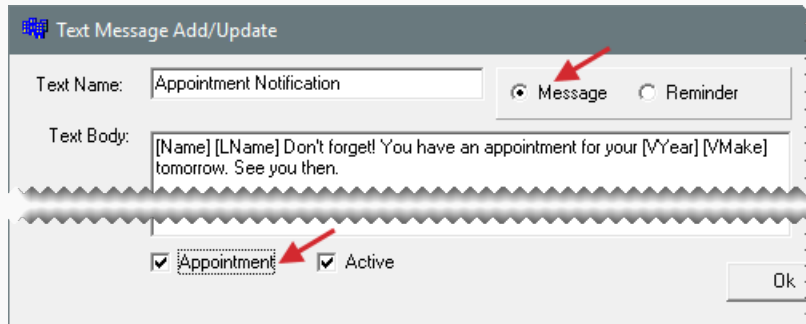 Text Message Add/Update
Text Name: Appointment Notification Message Reminder
Text Body: [Name] [LName] Don't forget! You have an appointment for your [VYear] [VMake]
tomorrow. See you then.
Appointment Active
Ok